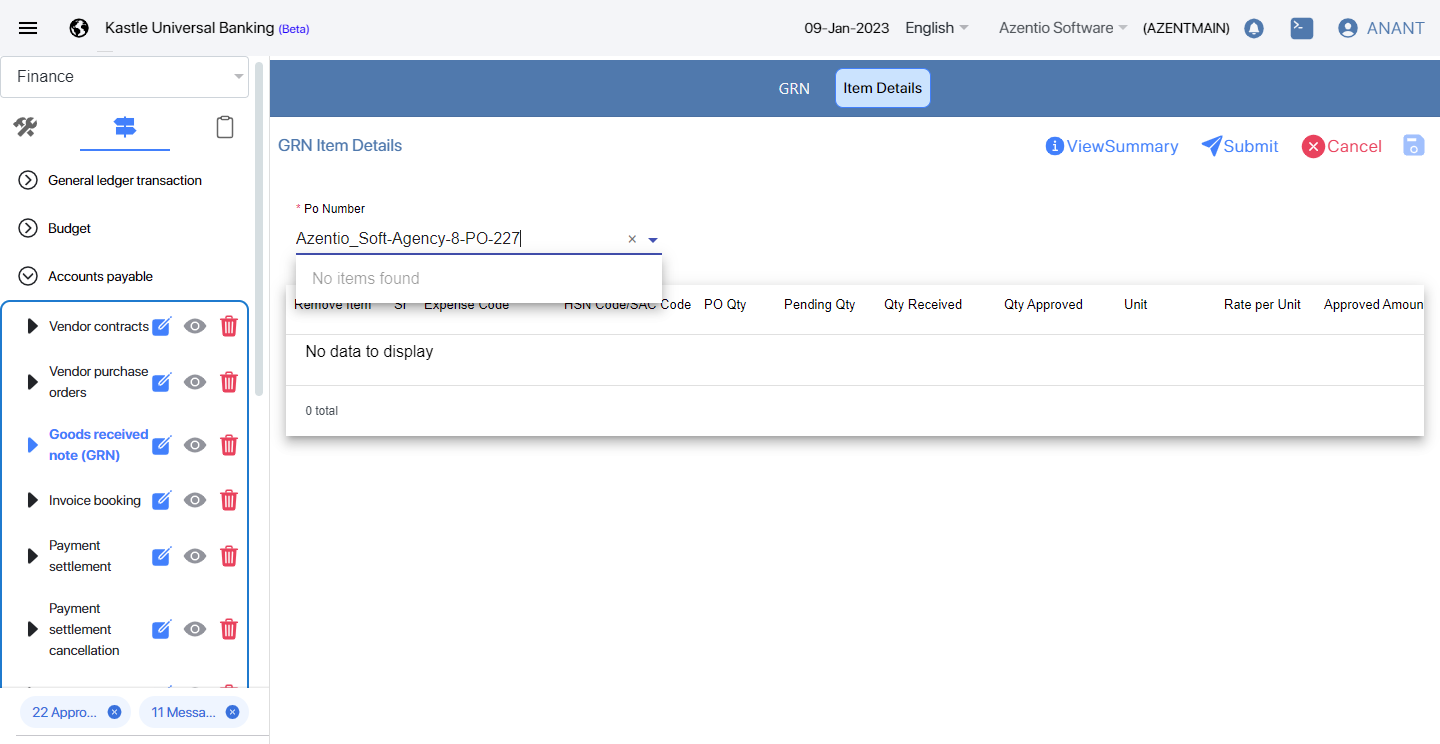 Kastle Universal Banking (Beta)
09-Jan-2023 English Azentio Software (AZENTMAIN) ANANT
Finance
GRN Item Details
GRN Item Details
ViewSummary Submit Cancel
General ledger transaction
Budget
Accounts payable
Vendor contracts
Vendor purchase
orders
Goods received
note (GRN)
Invoice booking
Payment
settlement
Payment
settlement
cancellation
22 Appro... 11 Messa...
* Po Number
Azentio_Soft-Agency-8-PO-227
No items found
Remove Item Sr Expense Code HSN Code/SAC Code PO Qty Pending Qty Qty Received Qty Approved Unit Rate per Unit Approved Amoun
No data to display
0 total